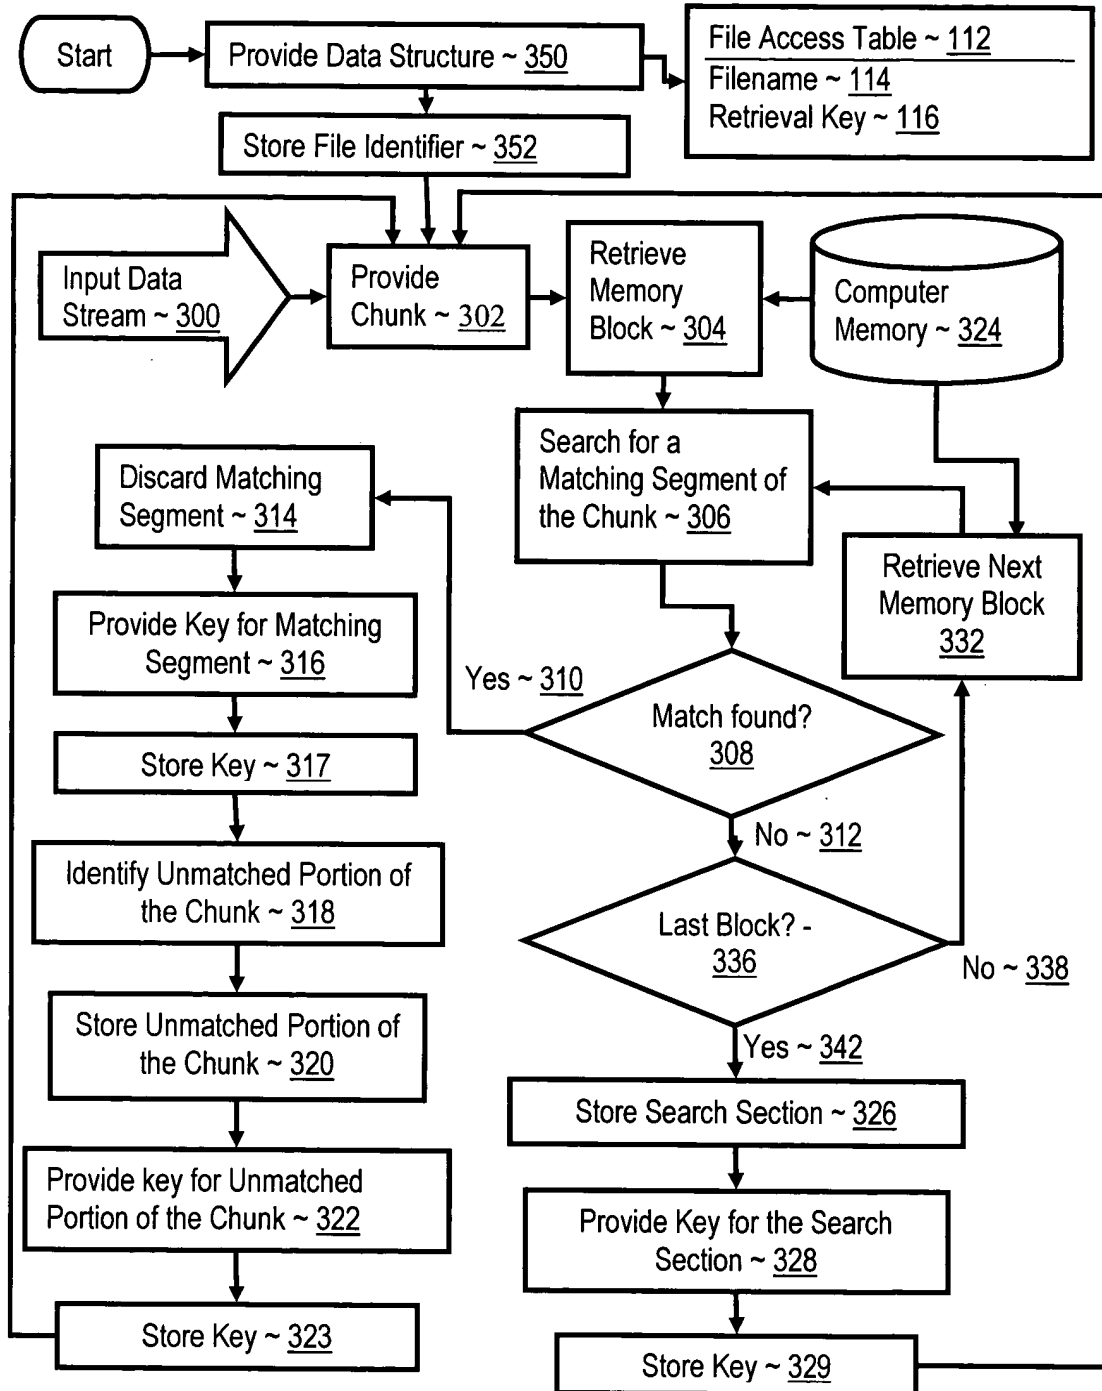 Start
Provide Data Structure ~ 350
File Access Table ~ 112
Filename ~ 114
Retrieval Key ~ 116
Store File Identifier ~ 352
Input Data
Stream ~ 300
Provide
Chunk ~ 302
Retrieve
Memory
Block ~ 304
Computer
Memory ~ 324
Search for a
Matching Segment of
the Chunk ~ 306
Discard Matching
Segment ~ 314
Retrieve Next
Memory Block
332
Provide Key for Matching
Segment ~ 316
Yes ~ 310
Match found?
308
Store Key ~ 317
No ~ 312
Identify Unmatched Portion of
the Chunk ~ 318
Last Block? -
336
No ~ 338
Store Unmatched Portion of
the Chunk ~ 320
Yes ~ 342
Store Search Section ~ 326
Provide key for Unmatched
Portion of the Chunk ~ 322
Provide Key for the Search
Section ~ 328
Store Key ~ 323
Store Key ~ 329